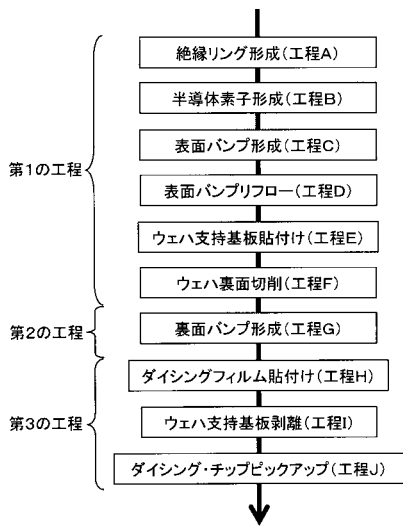 絶縁リング形成(工程A)
半導体素子形成(工程B)
表面バンプ形成(工程C)
第1の工程
表面バンプリフロー(工程D)
ウェハ支持基板貼付け(工程E)
ウェハ裏面切削(工程F)
第2の工程
裏面バンプ形成(工程G)
ダイシングフィルム貼付け(工程H)
第3の工程
ウェハ支持基板剥離(工程I)
ダイシング・チップピックアップ(工程J)